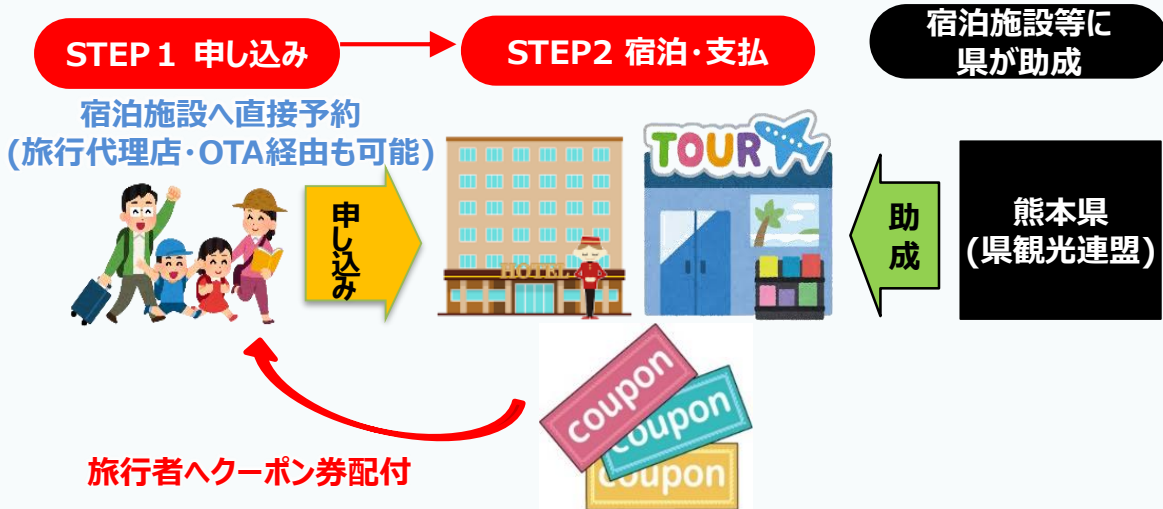 STEP１ 申し込み
STEP2 宿泊・支払
宿泊施設等に
県が助成
宿泊施設へ直接予約
(旅行代理店・OTA経由も可能)
申し込み
HOTEL
TOUR
助成
熊本県
(県観光連盟)
coupon
coupon
coupon
旅行者へクーポン券配付